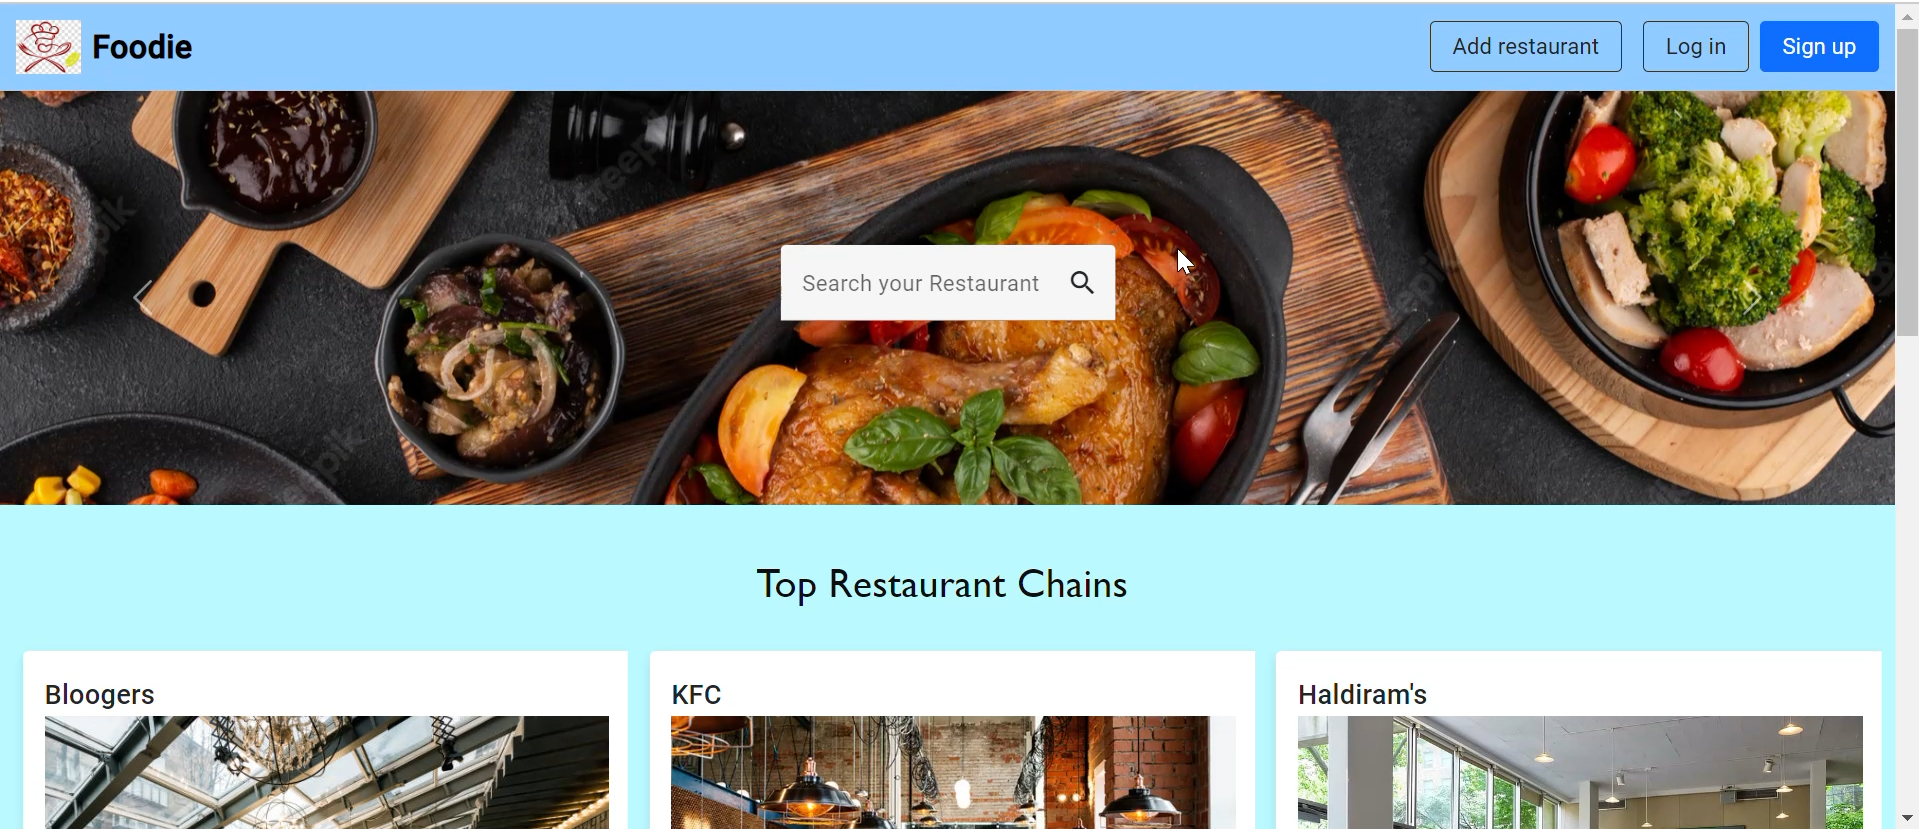 Foodie
Add restaurant
Log in
Sign up
Search your Restaurant
Top Restaurant Chains
Bloogers
KFC
Haldiram's